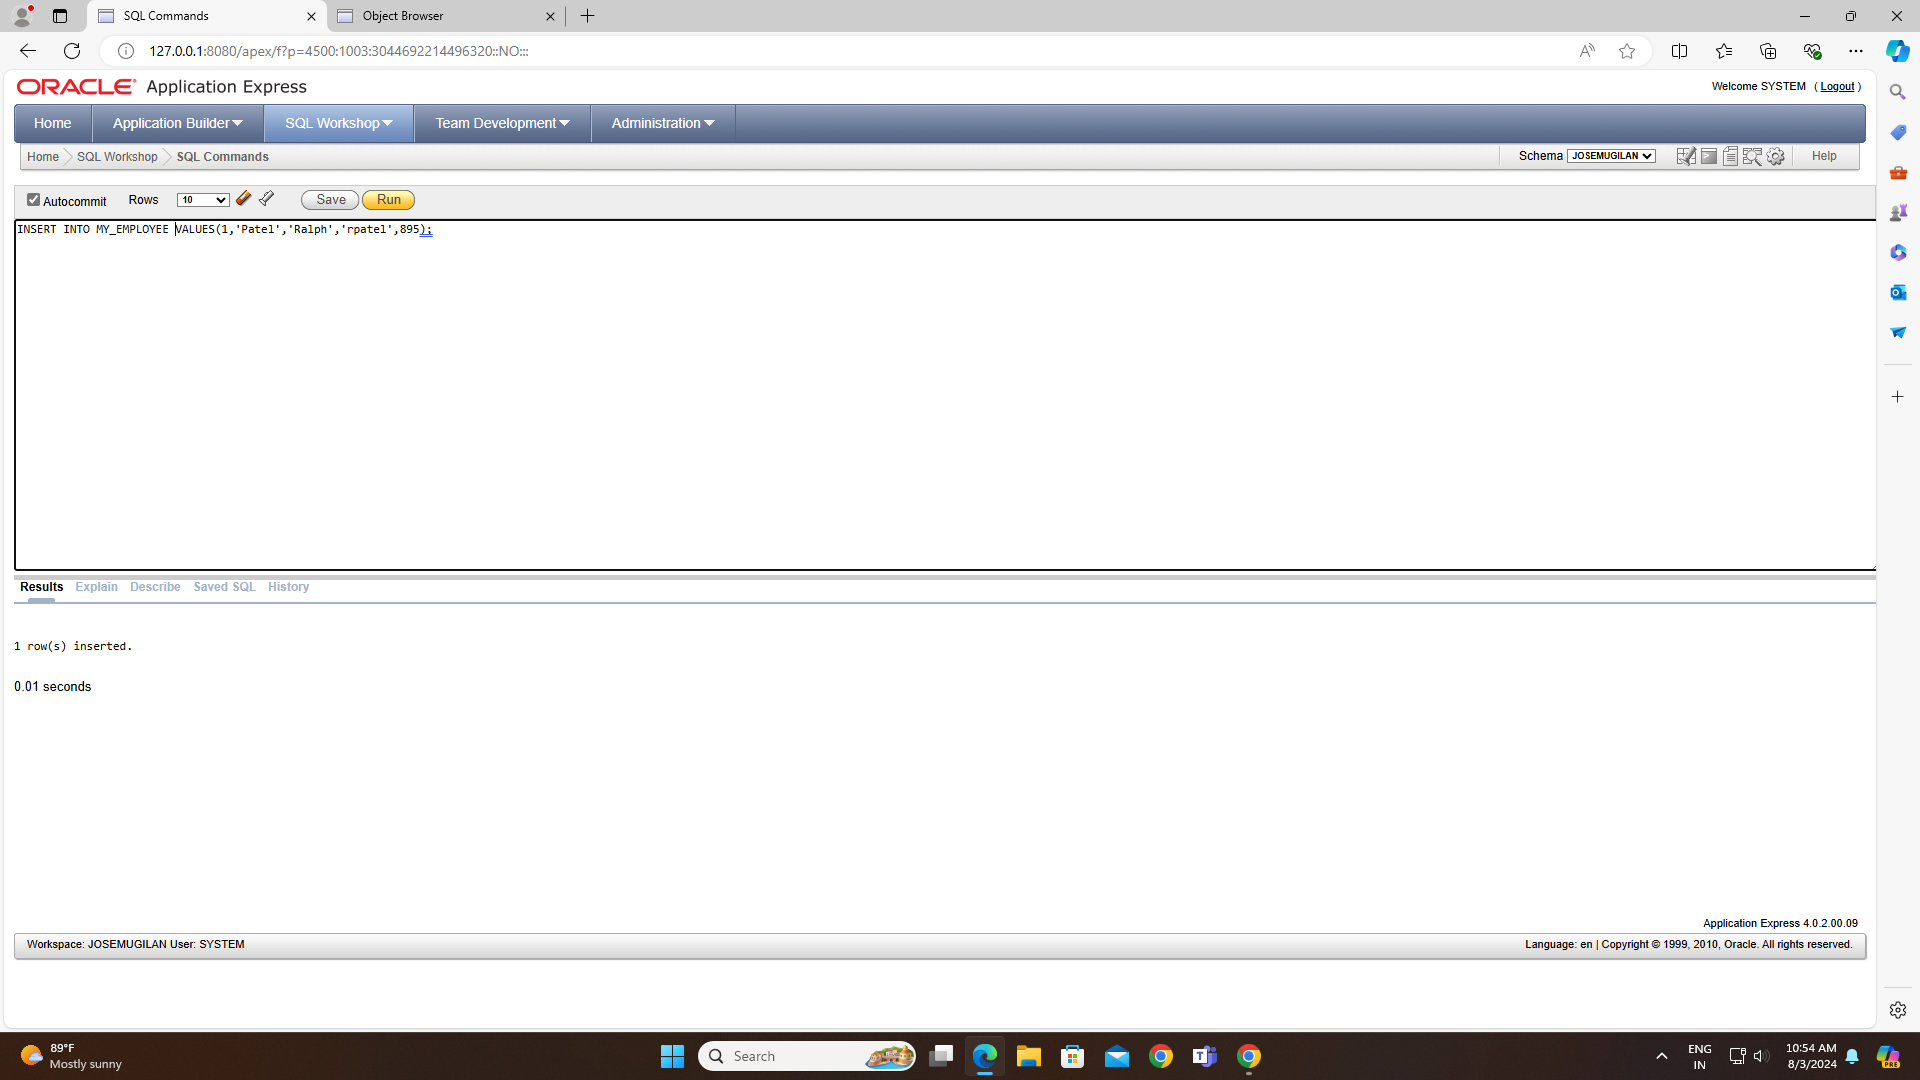 SQL Commands
Object Browser
127.0.0.1:8080/apex/f?p=4500:1003:3044692214496320::NO:::
ORACLE Application Express
Welcome SYSTEM ( Logout )
Home Application Builder SQL Workshop Team Development Administration
Home SQL Workshop SQL Commands
Schema JOSEMUGILAN Help
Autocommit Rows 10 Save Run
INSERT INTO MY_EMPLOYEE VALUES(1,'Patel','Ralph','rpatel',895);
Results Explain Describe Saved SQL History
1 row(s) inserted.
0.01 seconds
Application Express 4.0.2.00.09
Workspace: JOSEMUGILAN User: SYSTEM
Language: en | Copyright © 1999, 2010, Oracle. All rights reserved.
89°F
Mostly sunny
Search
ENG
IN
10:54 AM
8/3/2024
PRE